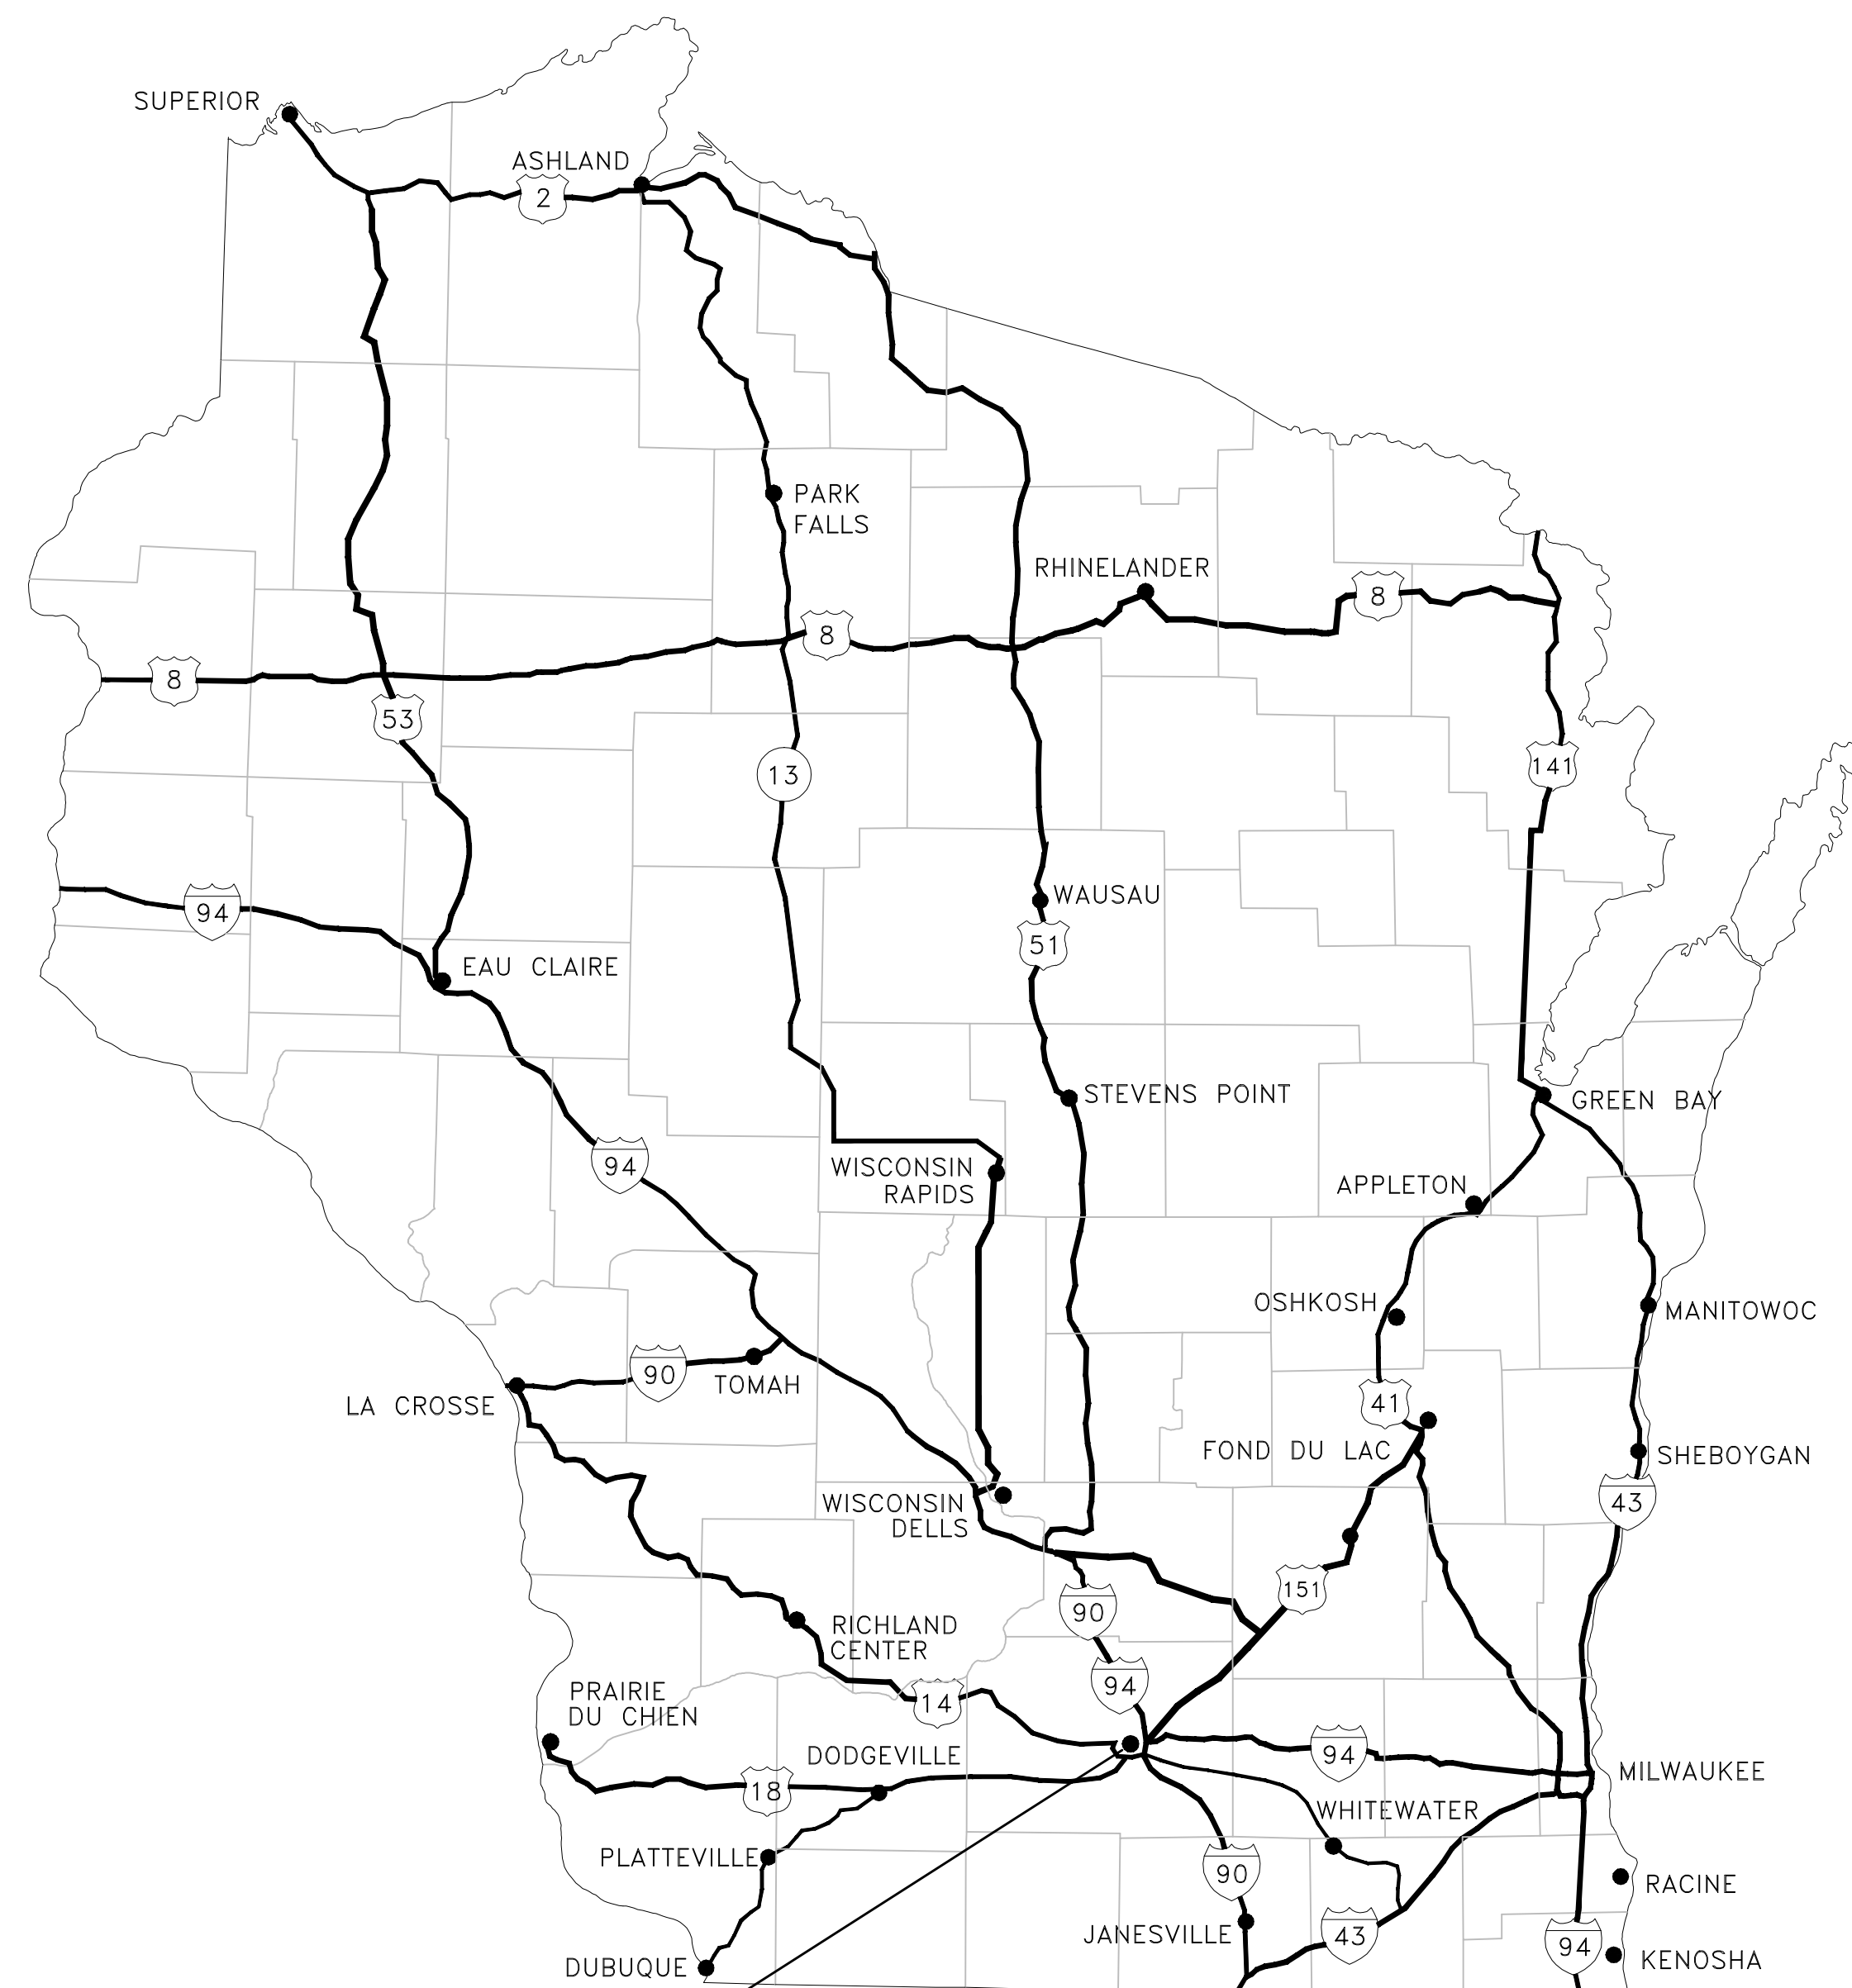 SUPERIOR
ASHLAND
2
PARK
FALLS
RHINELANDER
8
8
8
53
141
13
WAUSAU
94
51
EAU CLAIRE
STEVENS POINT
GREEN BAY
94
WISCONSIN
RAPIDS
APPLETON
OSHKOSH
MANITOWOC
90
TOMAH
LA CROSSE
41
FOND DU LAC
SHEBOYGAN
43
WISCONSIN
DELLS
151
90
RICHLAND
CENTER
94
PRAIRIE
DU CHIEN
14
DODGEVILLE
94
MILWAUKEE
18
WHITEWATER
PLATTEVILLE
90
RACINE
JANESVILLE
43
94
KENOSHA
DUBUQUE